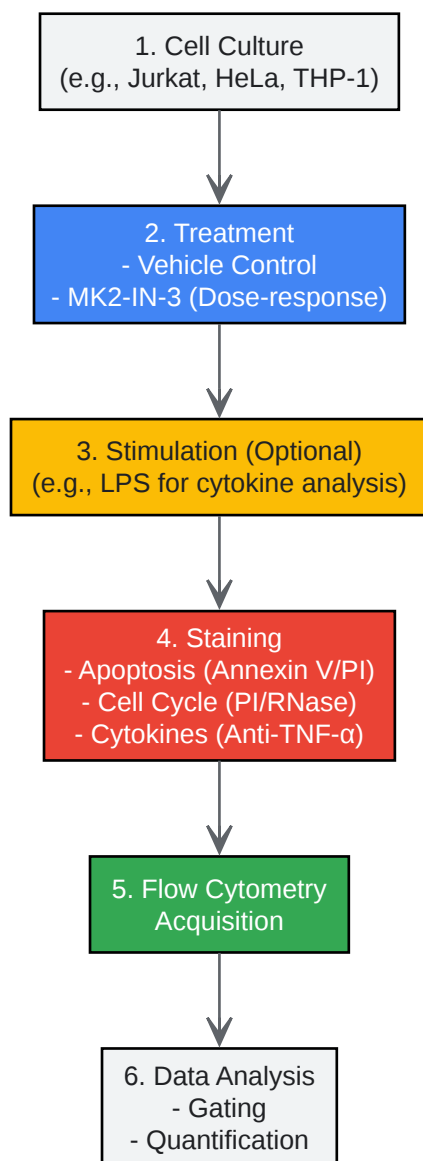 1. Cell Culture
(e.g., Jurkat, HeLa, THP-1)
2. Treatment
- Vehicle Control
- MK2-IN-3 (Dose-response)
3. Stimulation (Optional)
(e.g., LPS for cytokine analysis)
4. Staining
- Apoptosis (Annexin V/PI)
- Cell Cycle (PI/RNase)
- Cytokines (Anti-TNF-α)
5. Flow Cytometry
Acquisition
6. Data Analysis
- Gating
- Quantification